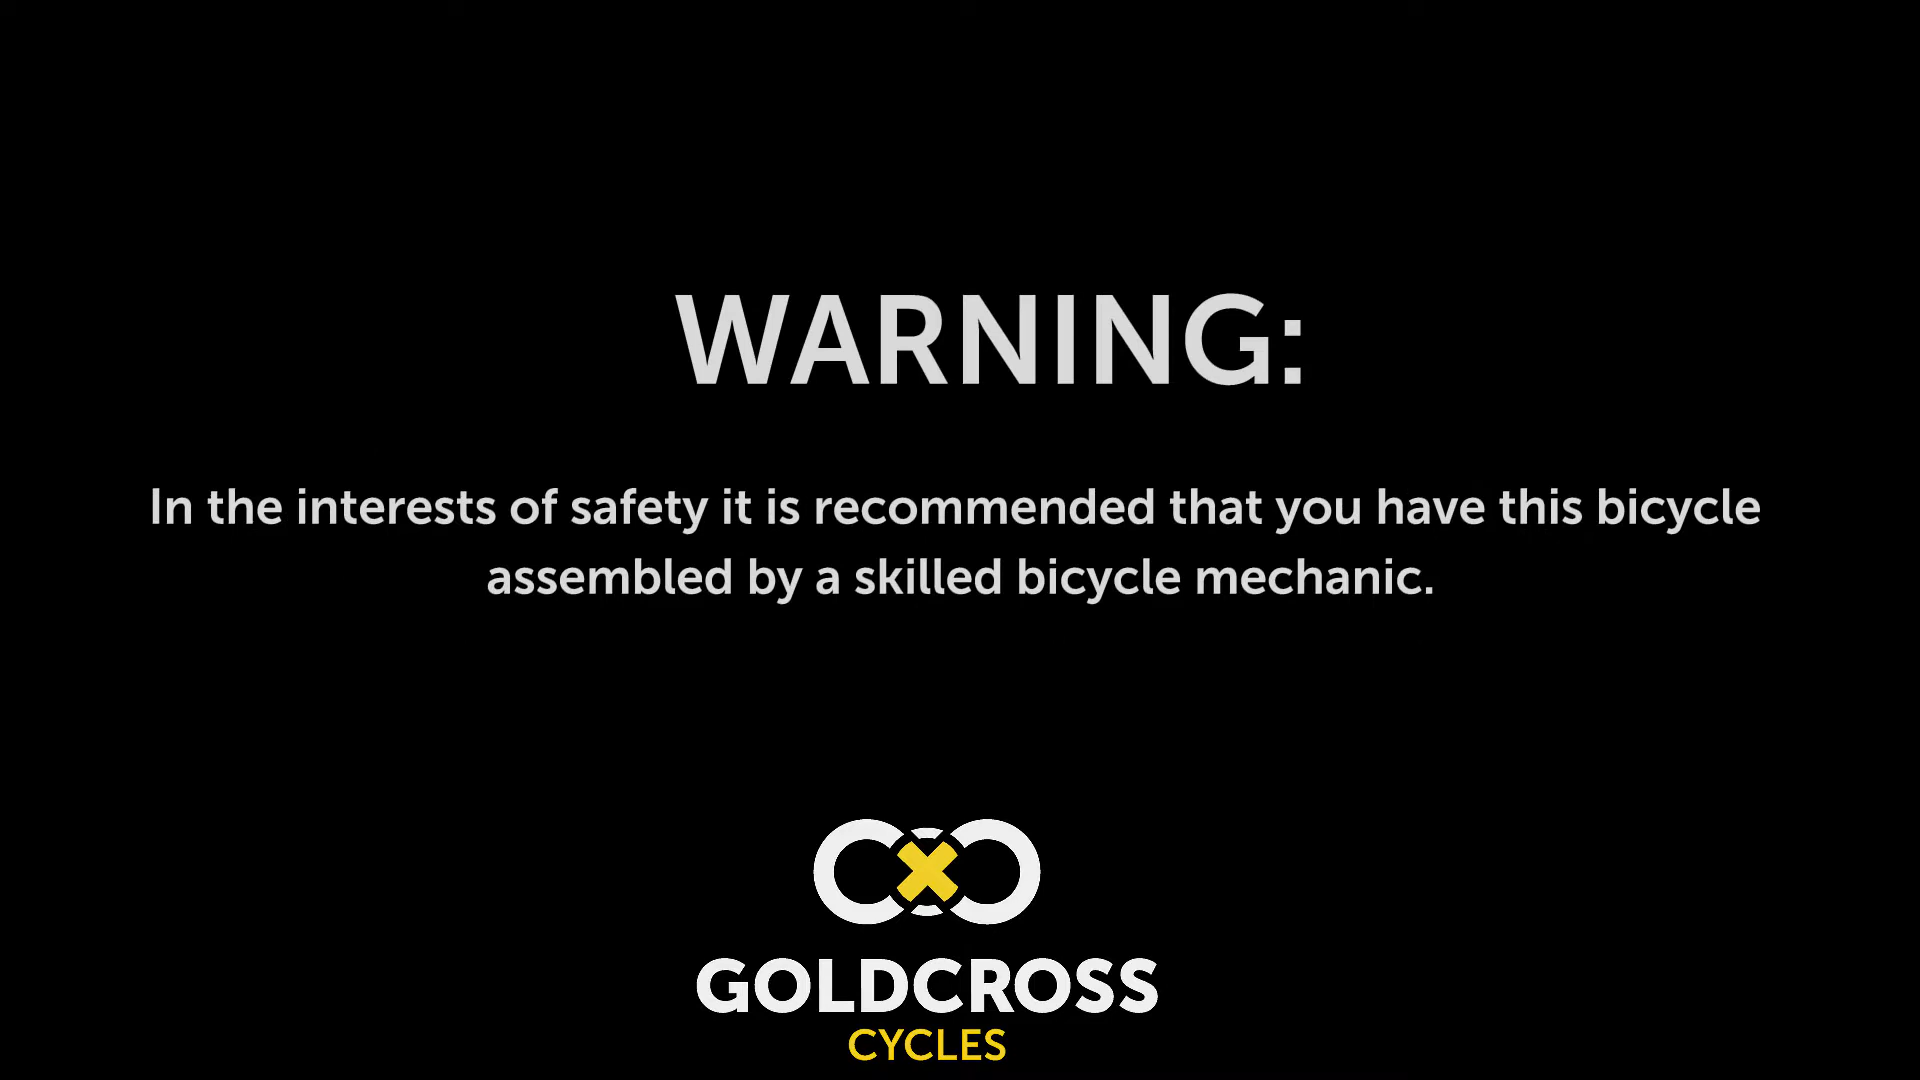 WARNING:
In the interests of safety it is recommended that you have this bicycle
assembled by a skilled bicycle mechanic.
GOLDCROSS
CYCLES